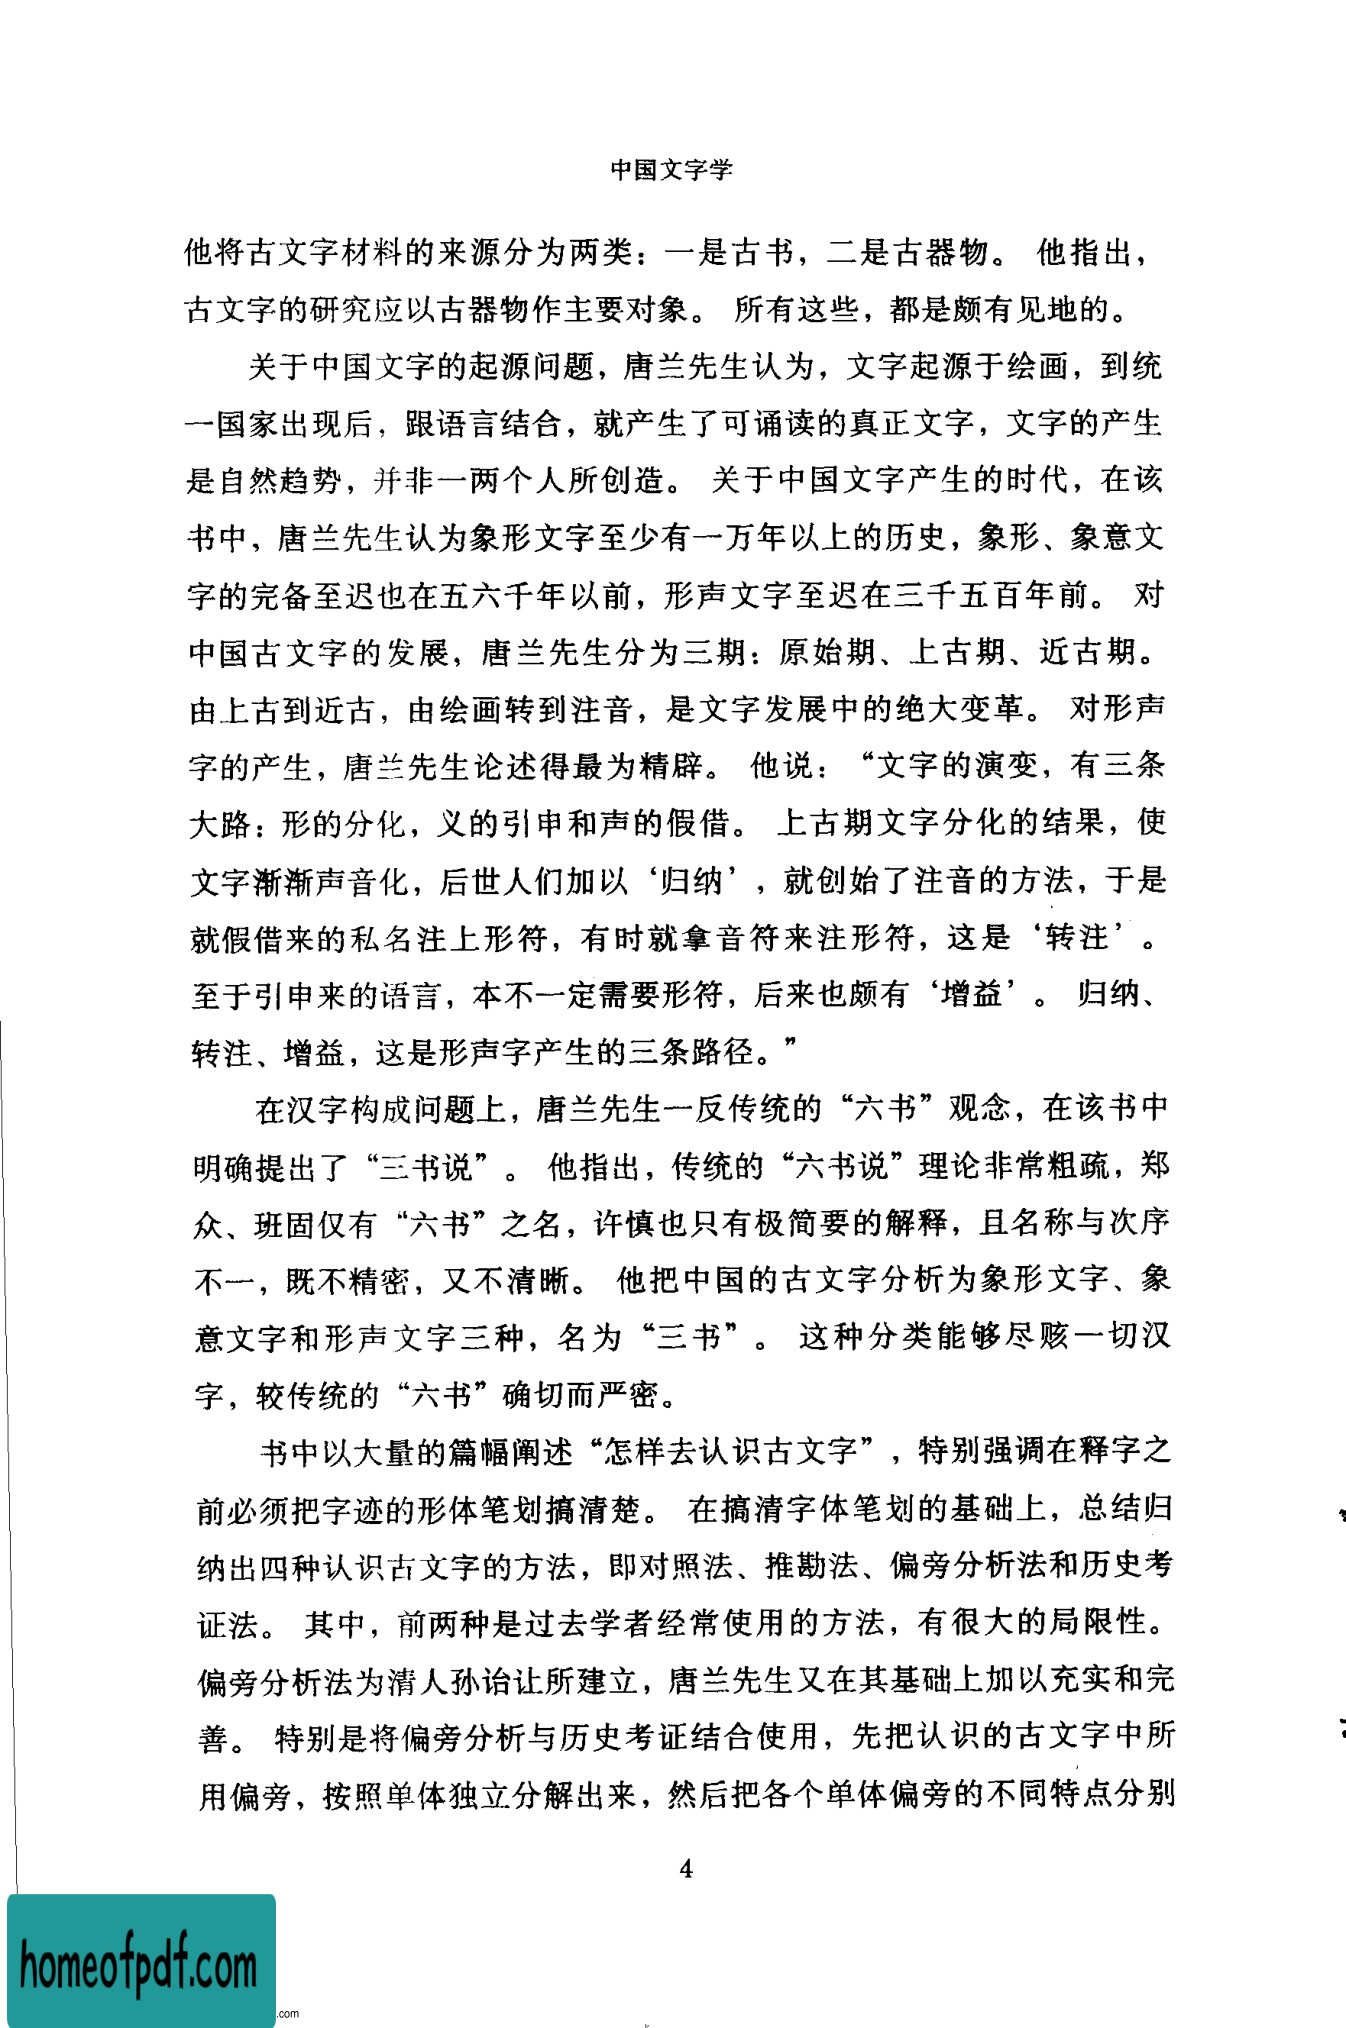 中国文字学
他将古文字材料的来源分为两类：一是古书，二是古器物。 他指出，
古文字的研究应以古器物作主要对象。 所有这些，都是颇有见地的。
关于中国文字的起源问题，唐兰先生认为，文字起源于绘画，到统
一国家出现后，跟语言结合，就产生了可诵读的真正文字，文字的产生
是自然趋势，并非一两个人所创造。 关于中国文字产生的时代，在该
书中，唐兰先生认为象形文字至少有一万年以上的历史，象形、象意文
字的完备至迟也在五六千年以前，形声文字至迟在三千五百年前。 对
中国古文字的发展，唐兰先生分为三期：原始期、上古期、近古期。
由上古到近古，由绘画转到注音，是文字发展中的绝大变革。 对形声
字的产生，唐兰先生论述得最为精辟。 他说：“文字的演变，有三条
大路：形的分化，义的引申和声的假借。 上古期文字分化的结果，使
文字渐渐声音化，后世人们加以‘归纳’，就创始了注音的方法，于是
就假借来的私名注上形符，有时就拿音符来注形符，这是‘转注’。
至于引申来的语言，本不一定需要形符，后来也颇有‘增益’。 归纳、
转注、增益，这是形声字产生的三条路径。”
在汉字构成问题上，唐兰先生一反传统的“六书”观念，在该书中
明确提出了“三书说”。 他指出，传统的“六书说”理论非常粗疏，郑
众、班固仅有“六书”之名，许慎也只有极简要的解释，且名称与次序
不一，既不精密，又不清晰。 他把中国的古文字分析为象形文字、象
意文字和形声文字三种，名为“三书”。 这种分类能够尽赅一切汉
字，较传统的“六书”确切而严密。
书中以大量的篇幅阐述“怎样去认识古文字”，特别强调在释字之
前必须把字迹的形体笔划搞清楚。 在搞清字体笔划的基础上，总结归
纳出四种认识古文字的方法，即对照法、推勘法、偏旁分析法和历史考
证法。 其中，前两种是过去学者经常使用的方法，有很大的局限性。
偏旁分析法为清人孙诒让所建立，唐兰先生又在其基础上加以充实和完
善。 特别是将偏旁分析与历史考证结合使用，先把认识的古文字中所
用偏旁，按照单体独立分解出来，然后把各个单体偏旁的不同特点分别
4
homeofpdf.com
.com